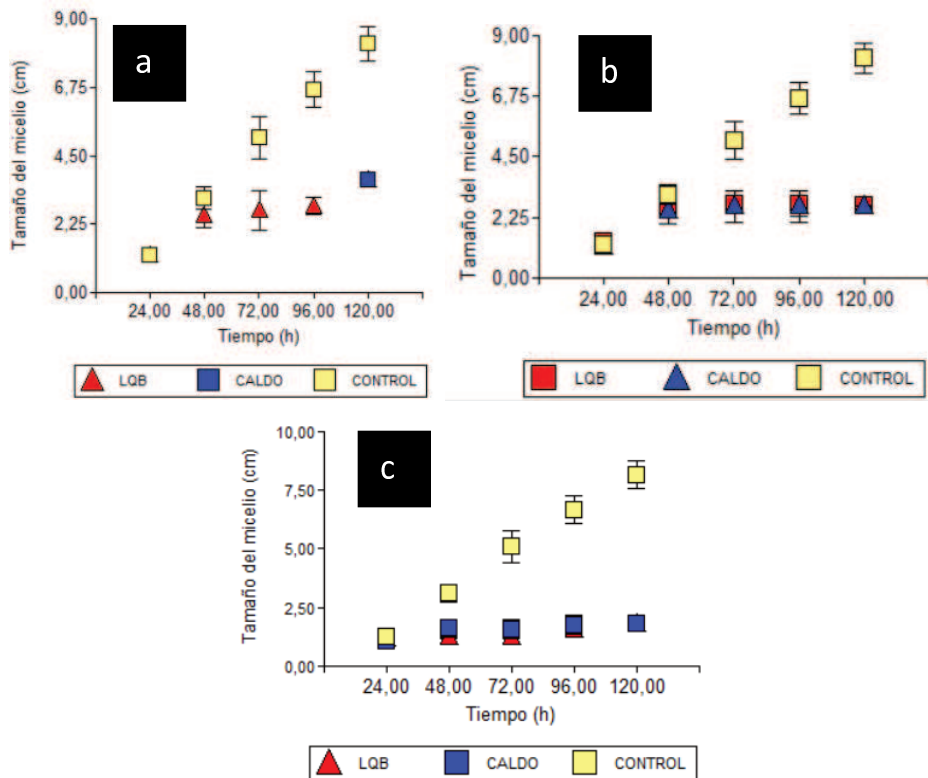 a
Tamaño del micelio (cm)
9,00
6,75
4,50
2,25
0,00
24,00 48,00 72,00 96,00 120,00
Tiempo (h)
LQB CALDO CONTROL
b
Tamaño del micelio (cm)
9,00
6,75
4,50
2,25
0,00
24,00 48,00 72,00 96,00 120,00
Tiempo (h)
LQB CALDO CONTROL
c
Tamaño del micelio (cm)
10,00
7,50
5,00
2,50
0,00
24,00 48,00 72,00 96,00 120,00
Tiempo (h)
LQB CALDO CONTROL